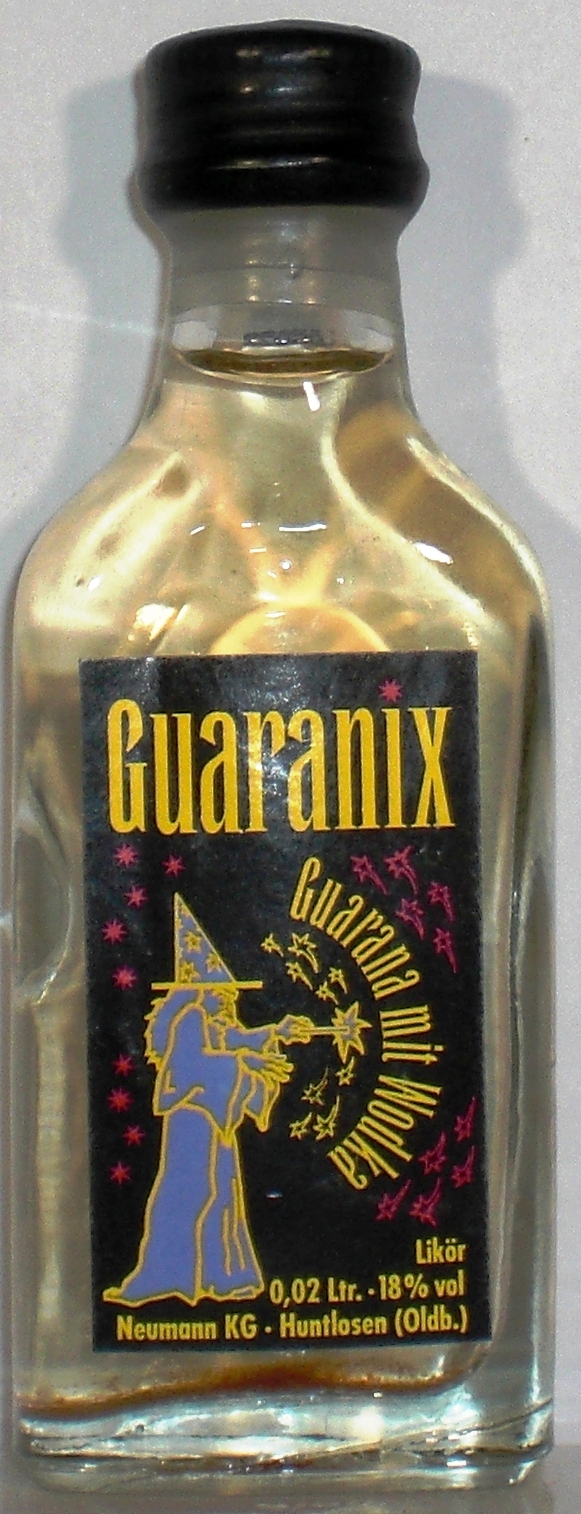 Guaranix
Guarana mit Wodka
Likör
0,02 Ltr. · 18% vol
Neumann KG · Huntlosen (Oldb.)